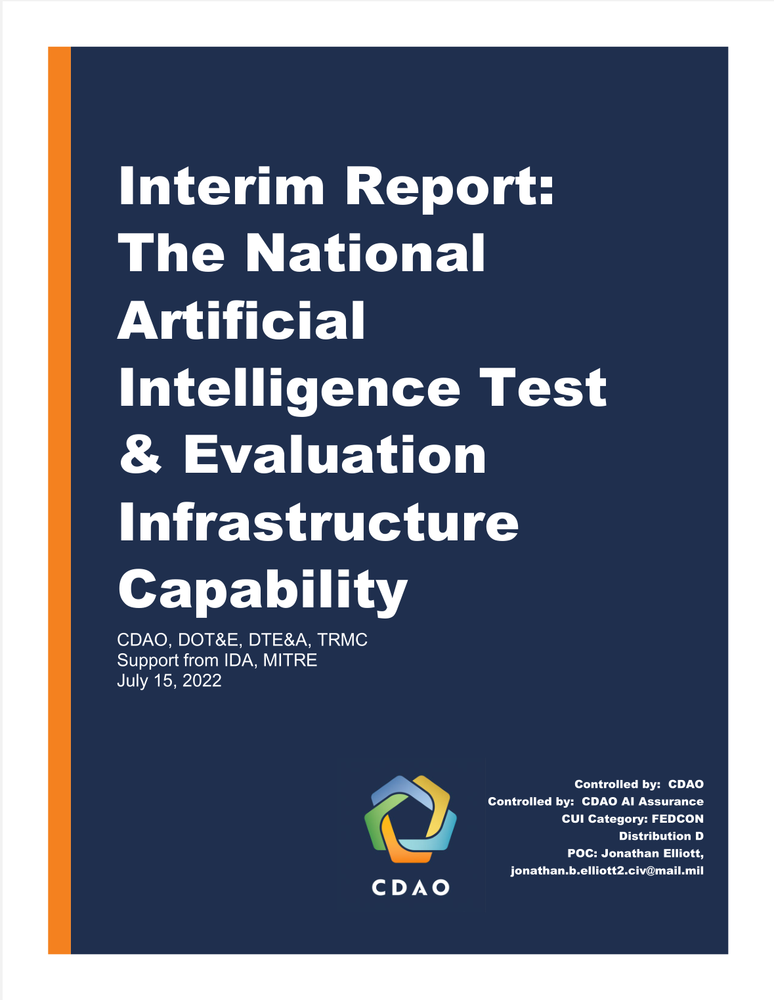 Interim Report:
The National
Artificial
Intelligence Test
& Evaluation
Infrastructure
Capability
CDAO, DOT&E, DTE&A, TRMC
Support from IDA, MITRE
July 15, 2022
CDAO
Controlled by:  CDAO
Controlled by:  CDAO AI Assurance
CUI Category: FEDCON
Distribution D
POC: Jonathan Elliott,
jonathan.b.elliott2.civ@mail.mil